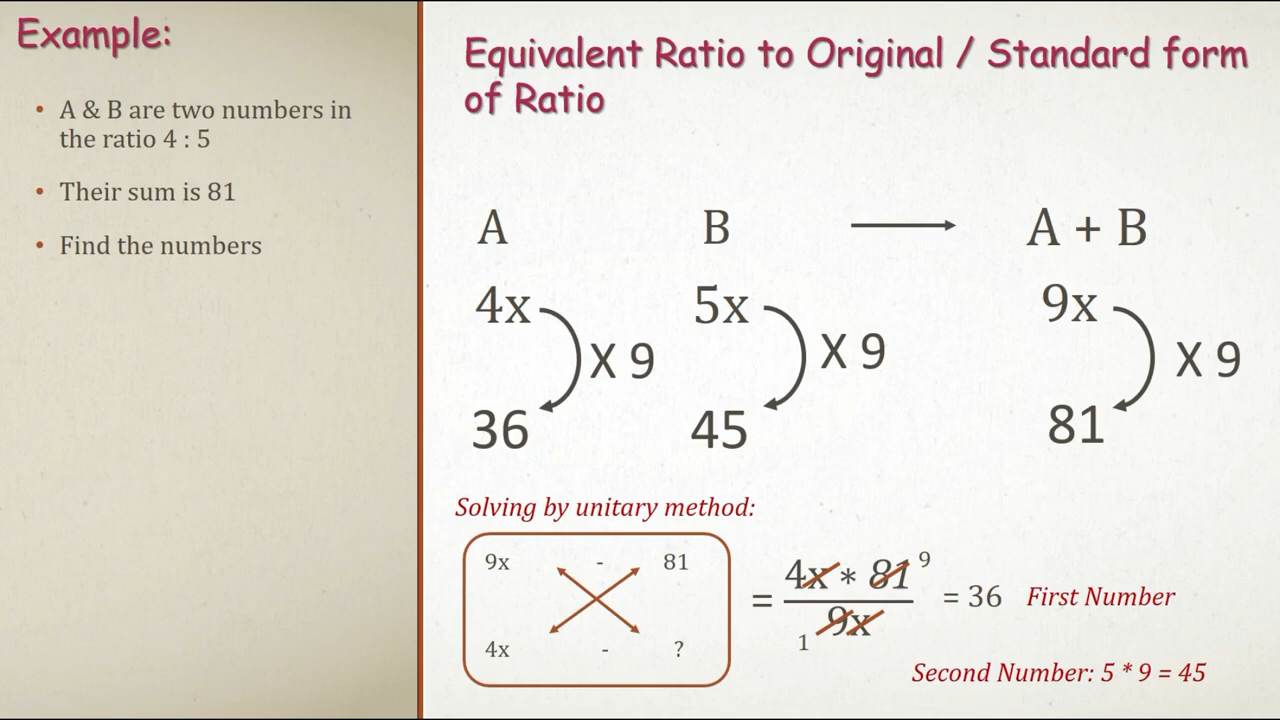 Example:
• A & B are two numbers in
the ratio 4 : 5
• Their sum is 81
• Find the numbers
Equivalent Ratio to Original / Standard form
of Ratio
A B A + B
4x 5x 9x
X 9 X 9 X 9
36 45 81
Solving by unitary method:
9x - 81
4x - ?
= 4x * 81 9
9x
1
= 36 First Number
Second Number: 5 * 9 = 45